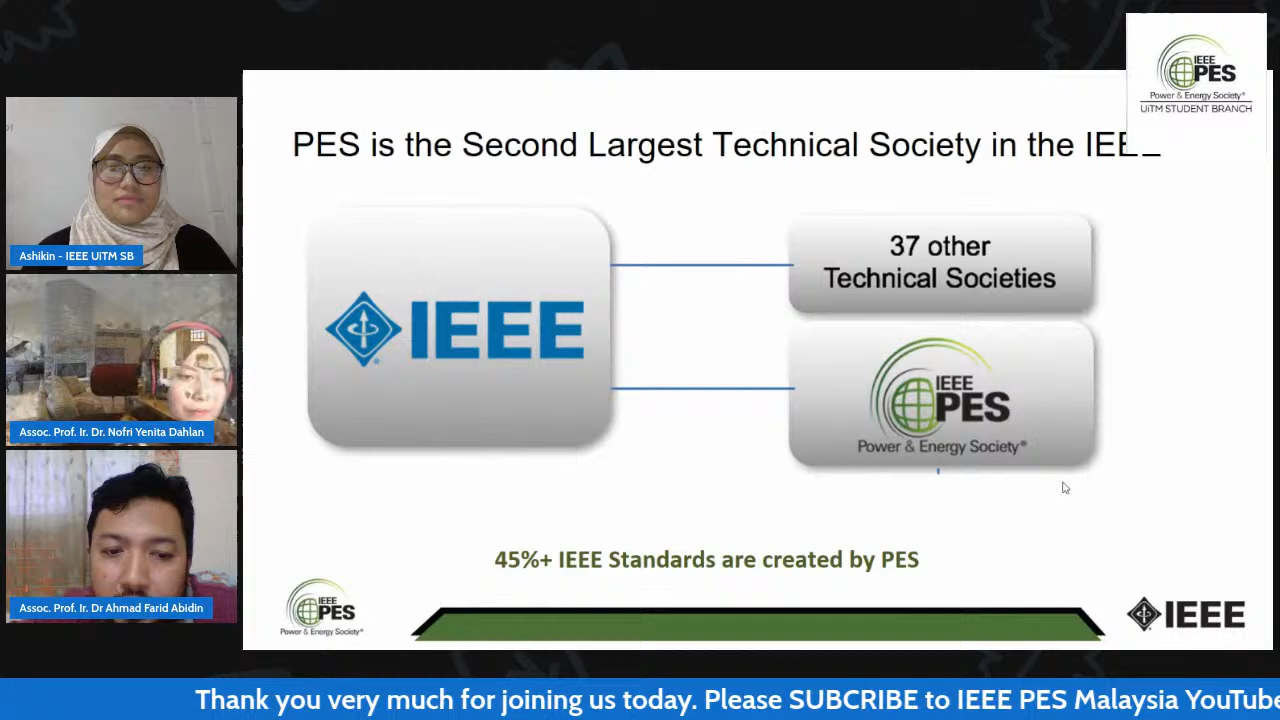 IEEE
PES
Power & Energy Society®
UiTM STUDENT BRANCH
PES is the Second Largest Technical Society in the IEEE
IEEE
37 other
Technical Societies
IEEE
PES
Power & Energy Society®
45%+ IEEE Standards are created by PES
IEEE
PES
Power & Energy Society®
IEEE
Ashikin - IEEE UiTM SB
Assoc. Prof. Ir. Dr. Nofri Yenita Dahlan
Assoc. Prof. Ir. Dr Ahmad Farid Abidin
Thank you very much for joining us today. Please SUBCRIBE to IEEE PES Malaysia YouTube